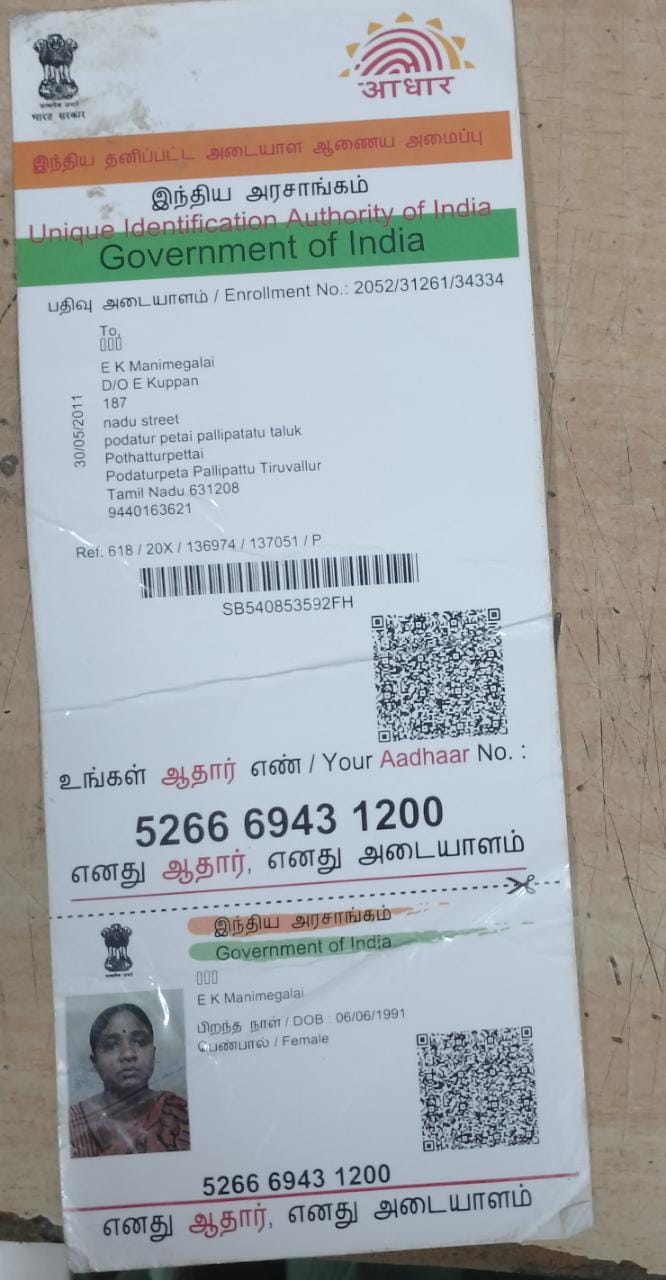 भारत सरकार
आधार
இந்திய தனிப்பட்ட அடையாள ஆணைய அமைப்பு
இந்திய அரசாங்கம்
Unique Identification Authority of India
Government of India
பதிவு அடையாளம் / Enrollment No.: 2052/31261/34334
To,
E K Manimegalai
D/O E Kuppan
187
nadu street
podatur petai pallipatatu taluk
Pothatturpettai
Podaturpeta Pallipattu Tiruvallur
Tamil Nadu 631208
9440163621
30/05/2011
Ref. 618 / 20X / 136974 / 137051 / P
SB540853592FH
உங்கள் ஆதார் எண் / Your Aadhaar No. :
5266 6943 1200
எனது ஆதார், எனது அடையாளம்
இந்திய அரசாங்கம்
Government of India
E K Manimegalai
பிறந்த நாள் / DOB : 06/06/1991
பெண்பால் / Female
5266 6943 1200
எனது ஆதார், எனது அடையாளம்